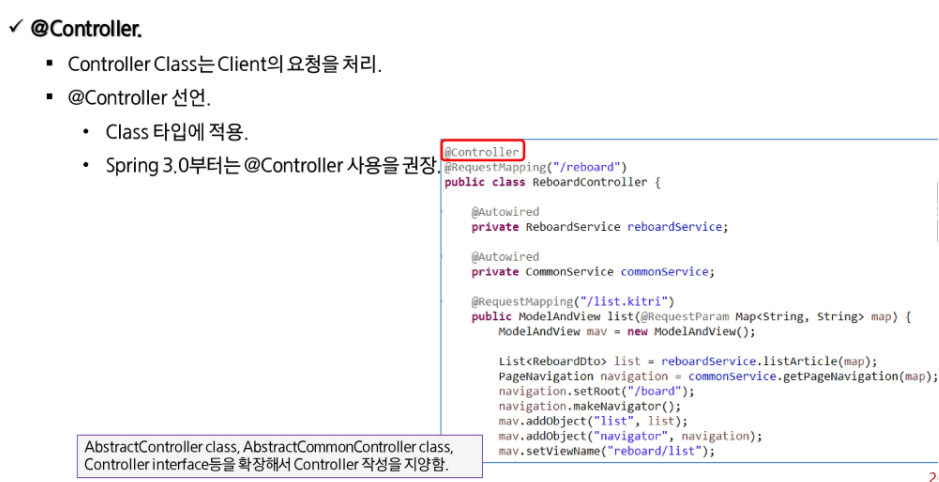 ✓ @Controller.
▪ Controller Class는 Client의 요청을 처리.
▪ @Controller 선언.
• Class 타입에 적용.
• Spring 3.0부터는 @Controller 사용을 권장.
@Controller
@RequestMapping("/reboard")
public class ReboardController {
@Autowired
private ReboardService reboardService;
@Autowired
private CommonService commonService;
@RequestMapping("/list.kitri")
public ModelAndView list(@RequestParam Map<String, String> map) {
ModelAndView mav = new ModelAndView();
List<ReboardDto> list = reboardService.listArticle(map);
PageNavigation navigation = commonService.getPageNavigation(map);
navigation.setRoot("/board");
navigation.makeNavigator();
mav.addObject("list", list);
mav.addObject("navigator", navigation);
mav.setViewName("reboard/list");
AbstractController class, AbstractCommonController class,
Controller interface등을 확장해서 Controller 작성을 지양함.